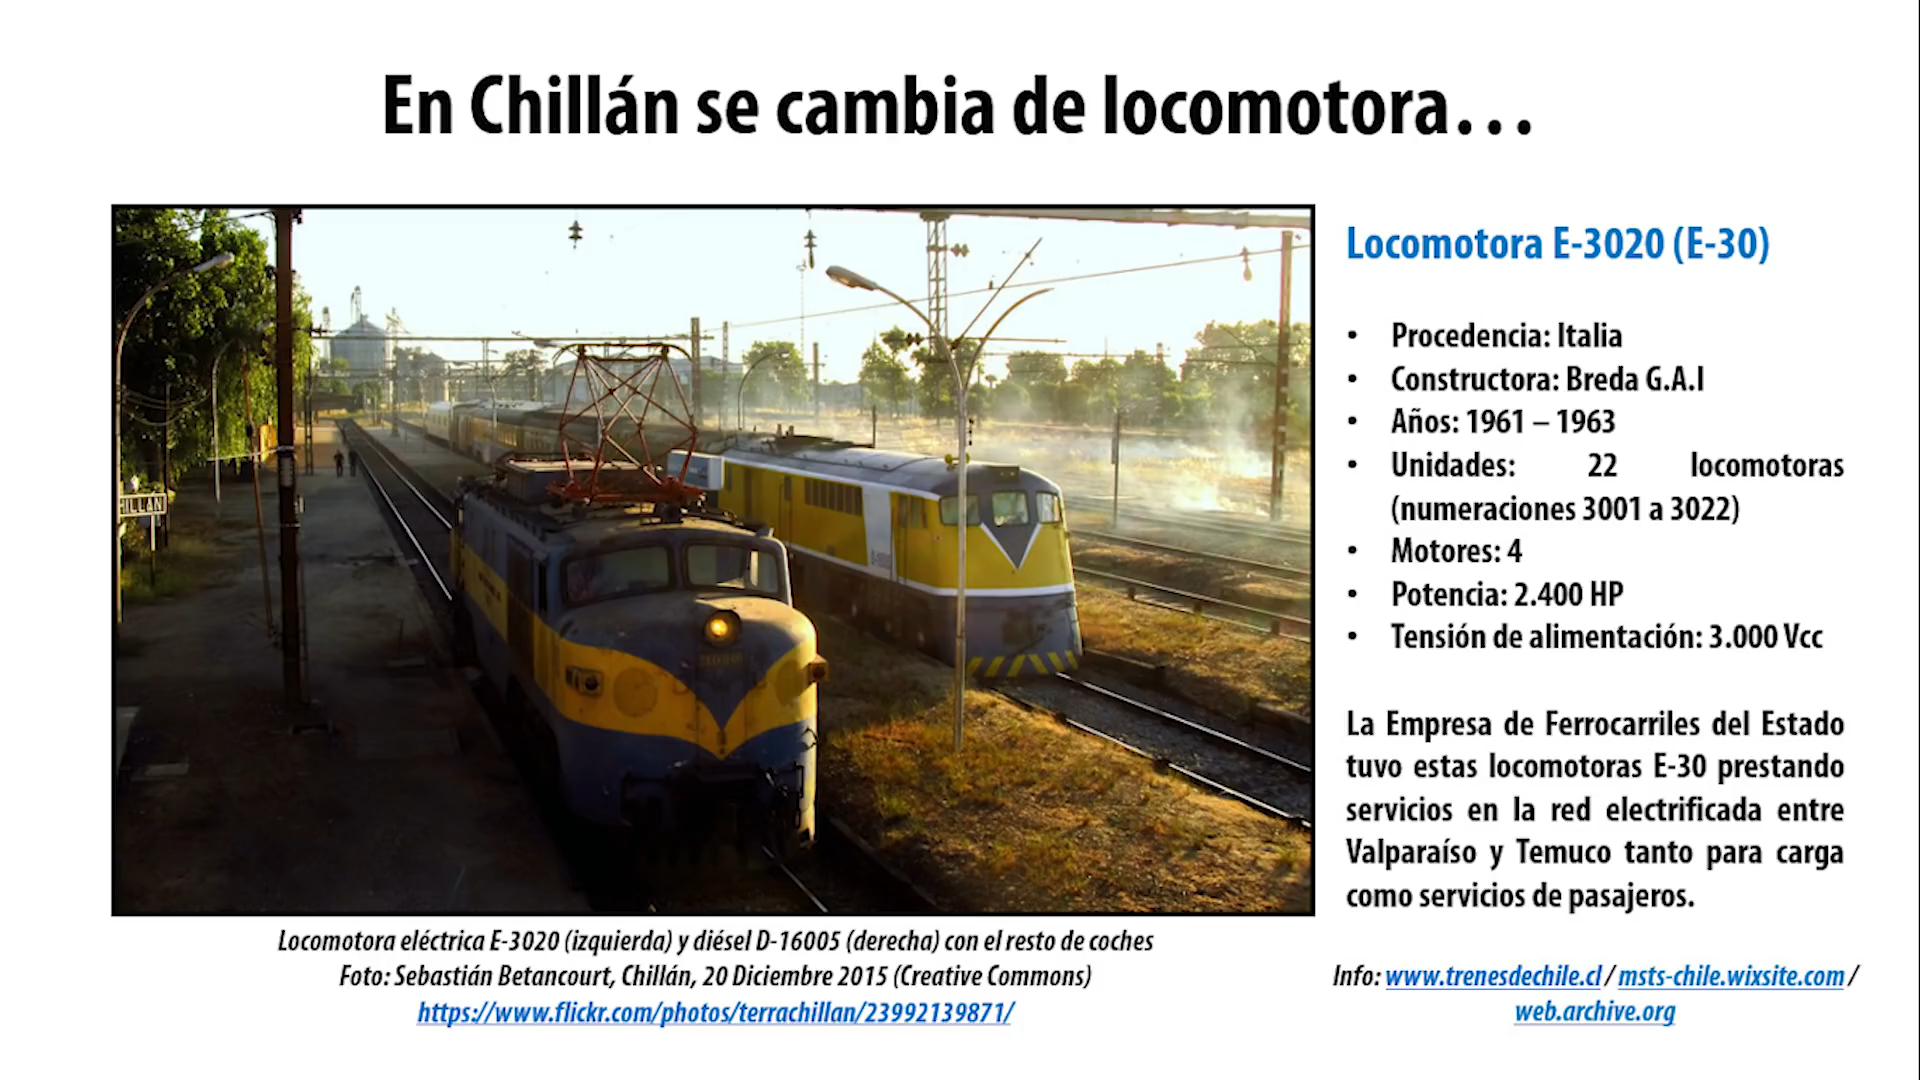 En Chillán se cambia de locomotora…
HILLAN
Locomotora E-3020 (E-30)
• Procedencia: Italia
• Constructora: Breda G.A.I
• Años: 1961 – 1963
• Unidades: 22 locomotoras
(numeraciones 3001 a 3022)
• Motores: 4
• Potencia: 2.400 HP
• Tensión de alimentación: 3.000 Vcc
La Empresa de Ferrocarriles del Estado
tuvo estas locomotoras E-30 prestando
servicios en la red electrificada entre
Valparaíso y Temuco tanto para carga
como servicios de pasajeros.
Locomotora eléctrica E-3020 (izquierda) y diésel D-16005 (derecha) con el resto de coches
Foto: Sebastián Betancourt, Chillán, 20 Diciembre 2015 (Creative Commons)
https://www.flickr.com/photos/terrachillan/23992139871/
Info: www.trenesdechile.cl / msts-chile.wixsite.com /
web.archive.org